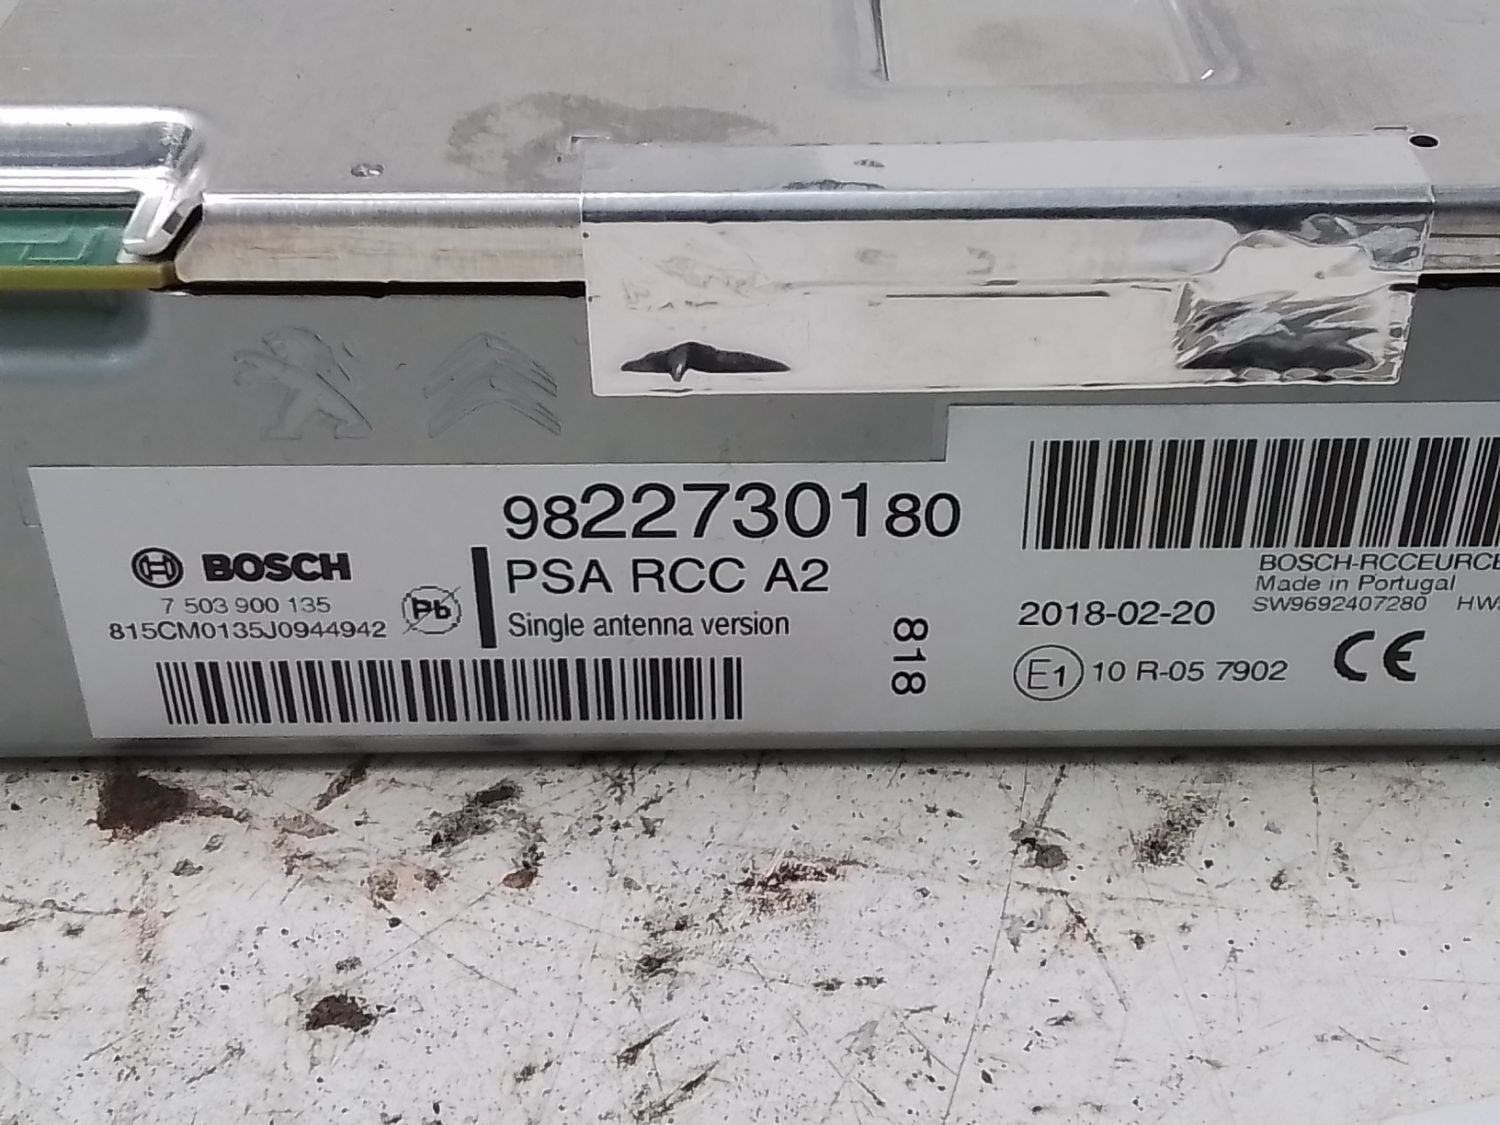 9822730180
BOSCH
PSA RCC A2
7 503 900 135
Pb
815CM0135J0944942
Single antenna version
818
BOSCH-RCCEURCE
Made in Portugal
2018-02-20
SW9692407280 HW
E1 10 R-05 7902 CE